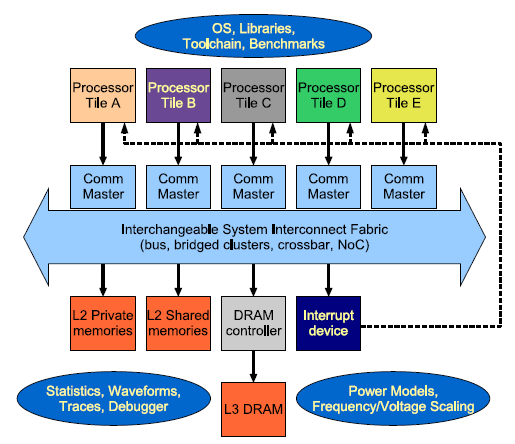 OS, Libraries,
Toolchain, Benchmarks
Processor
Tile A
Processor
Tile B
Processor
Tile C
Processor
Tile D
Processor
Tile E
Comm
Master
Comm
Master
Comm
Master
Comm
Master
Comm
Master
Interchangeable System Interconnect Fabric
(bus, bridged clusters, crossbar, NoC)
L2 Private
memories
L2 Shared
memories
DRAM
controller
Interrupt
device
Statistics, Waveforms,
Traces, Debugger
L3 DRAM
Power Models,
Frequency/Voltage Scaling